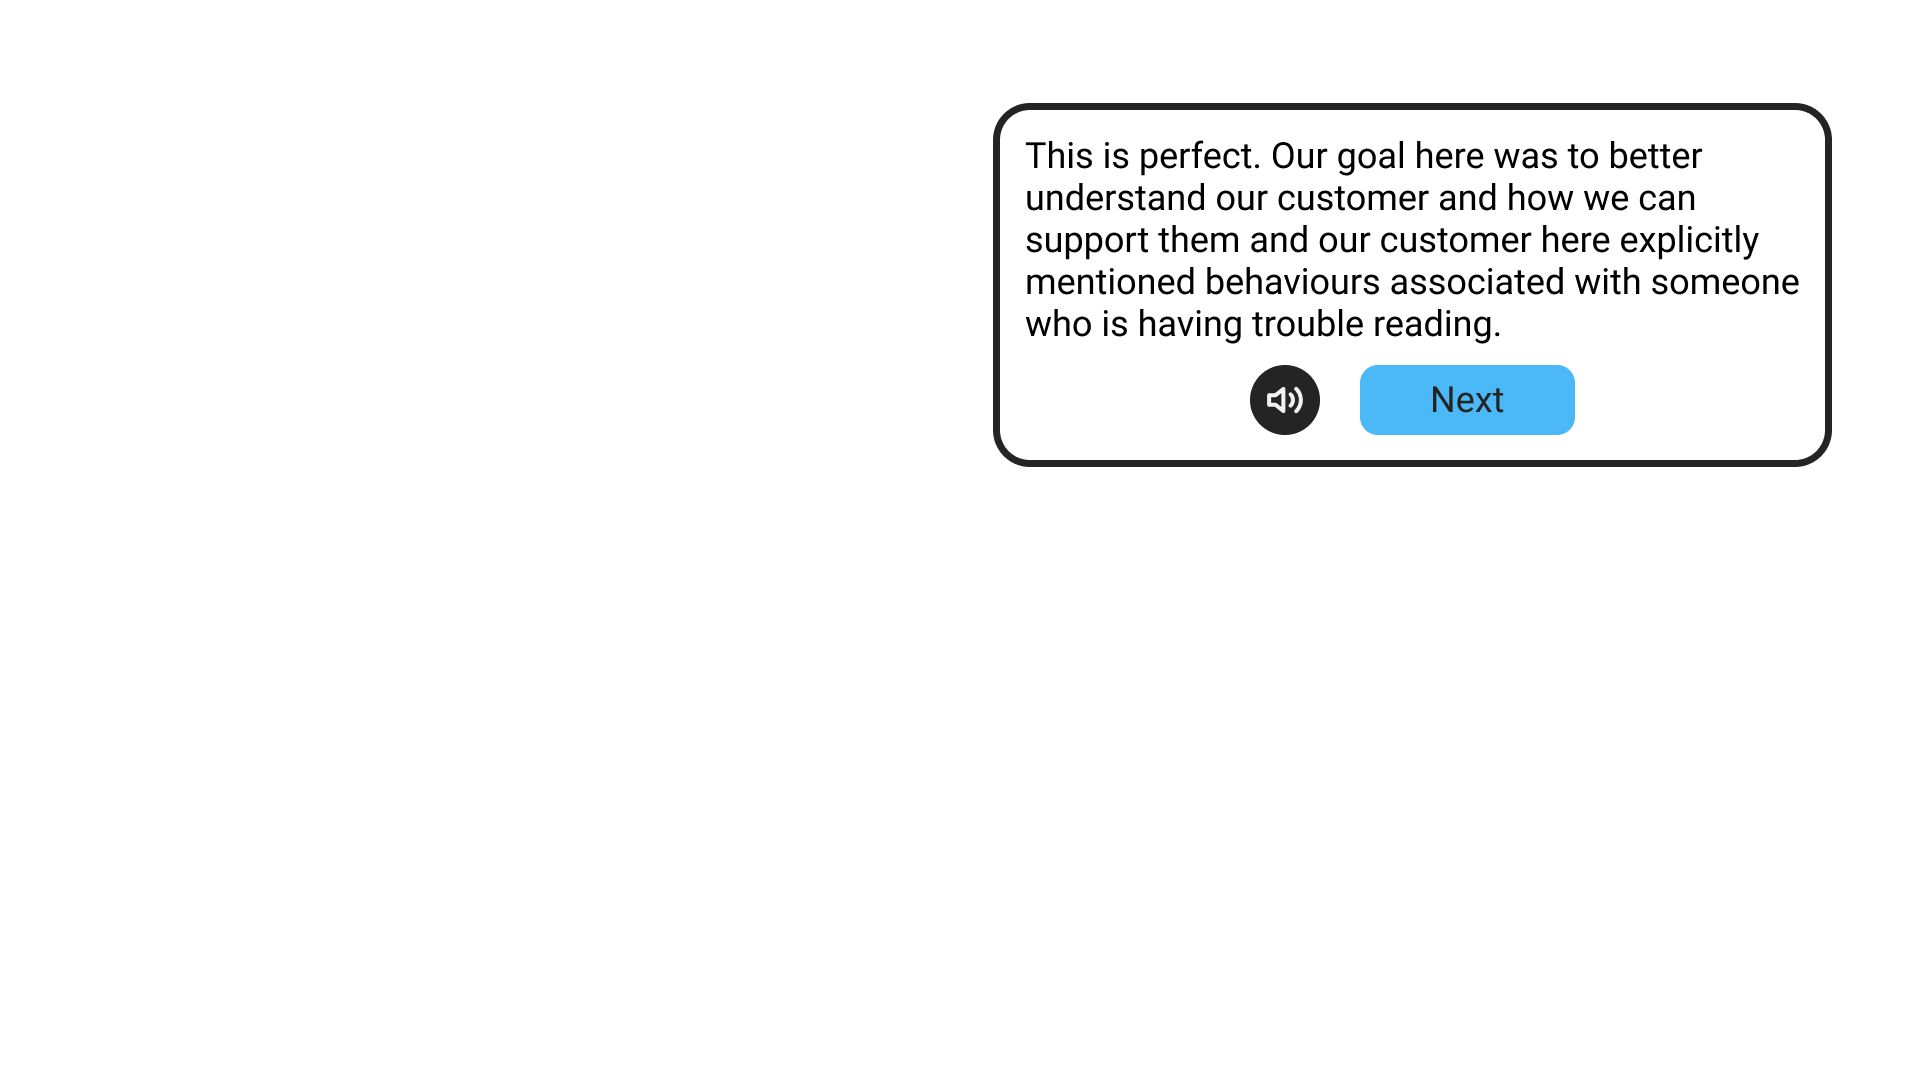 This is perfect. Our goal here was to better
understand our customer and how we can
support them and our customer here explicitly
mentioned behaviours associated with someone
who is having trouble reading.
Next